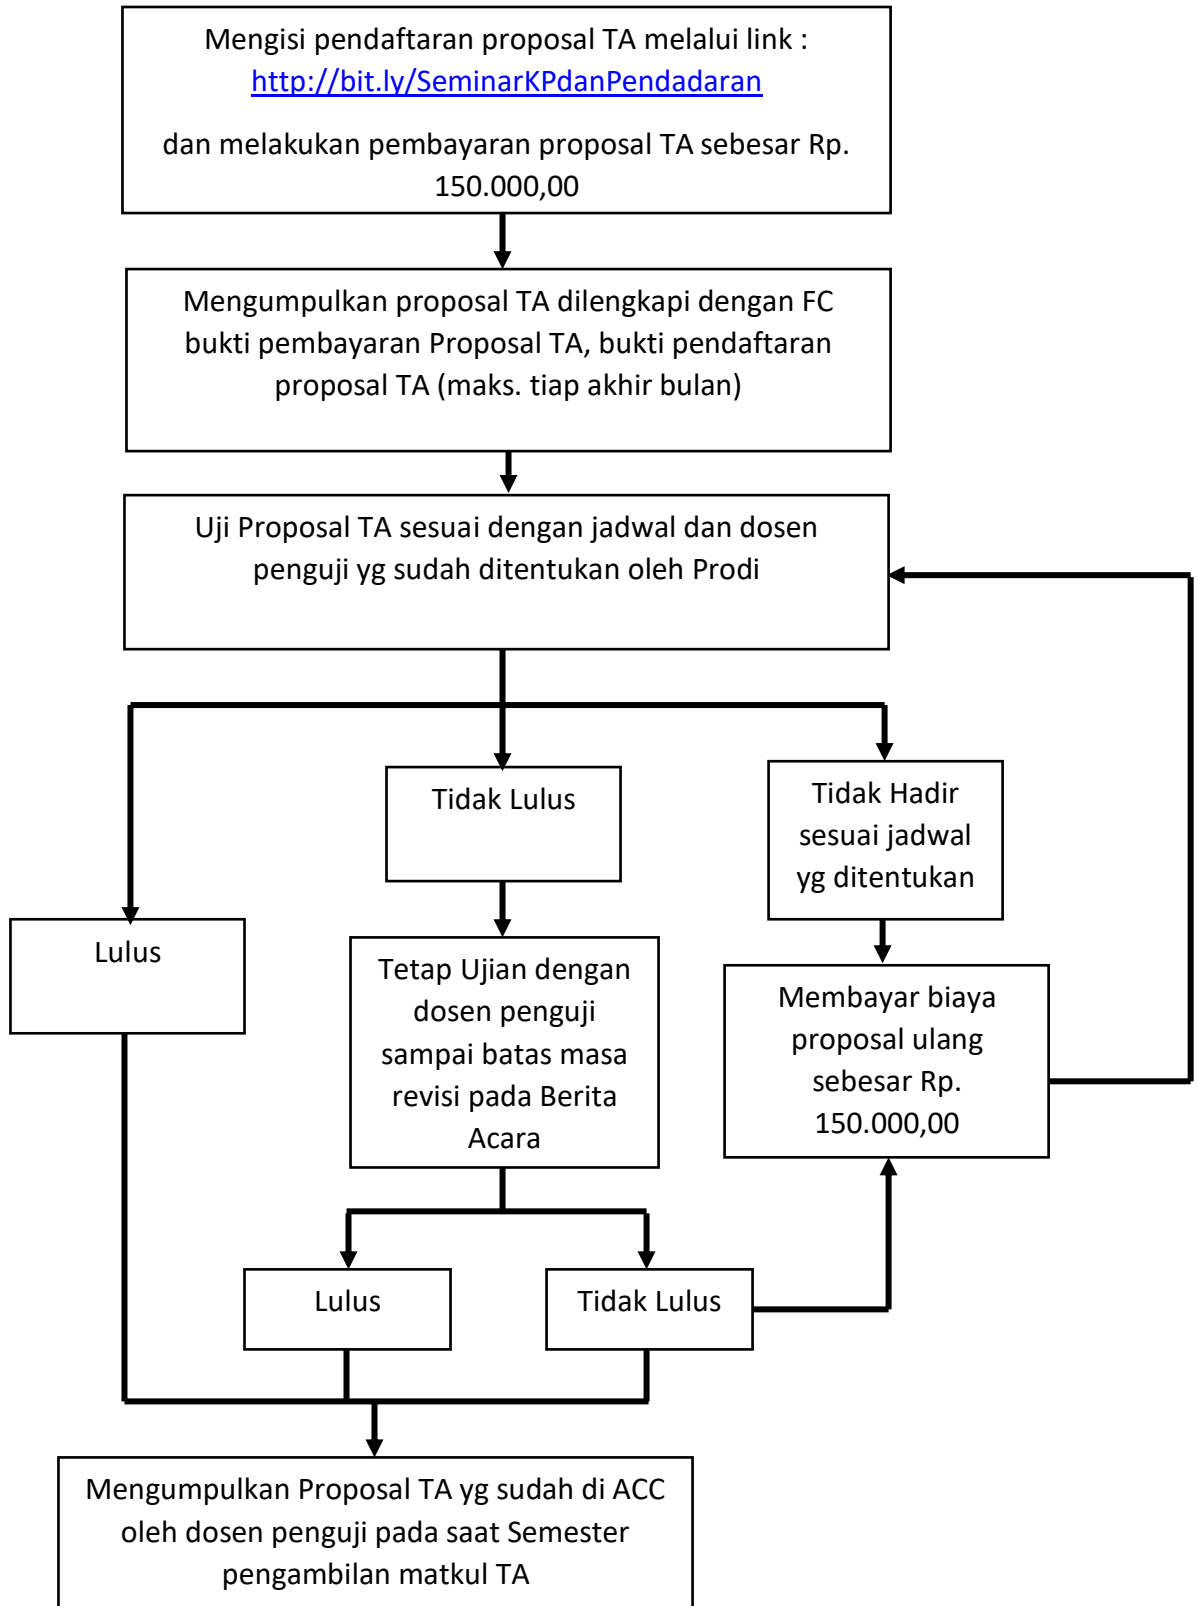 Mengisi pendaftaran proposal TA melalui link :
http://bit.ly/SeminarKPdanPendadaran
dan melakukan pembayaran proposal TA sebesar Rp.
150.000,00
Mengumpulkan proposal TA dilengkapi dengan FC
bukti pembayaran Proposal TA, bukti pendaftaran
proposal TA (maks. tiap akhir bulan)
Uji Proposal TA sesuai dengan jadwal dan dosen
penguji yg sudah ditentukan oleh Prodi
Lulus
Tidak Lulus
Tidak Hadir
sesuai jadwal
yg ditentukan
Tetap Ujian dengan
dosen penguji
sampai batas masa
revisi pada Berita
Acara
Membayar biaya
proposal ulang
sebesar Rp.
150.000,00
Lulus
Tidak Lulus
Mengumpulkan Proposal TA yg sudah di ACC
oleh dosen penguji pada saat Semester
pengambilan matkul TA